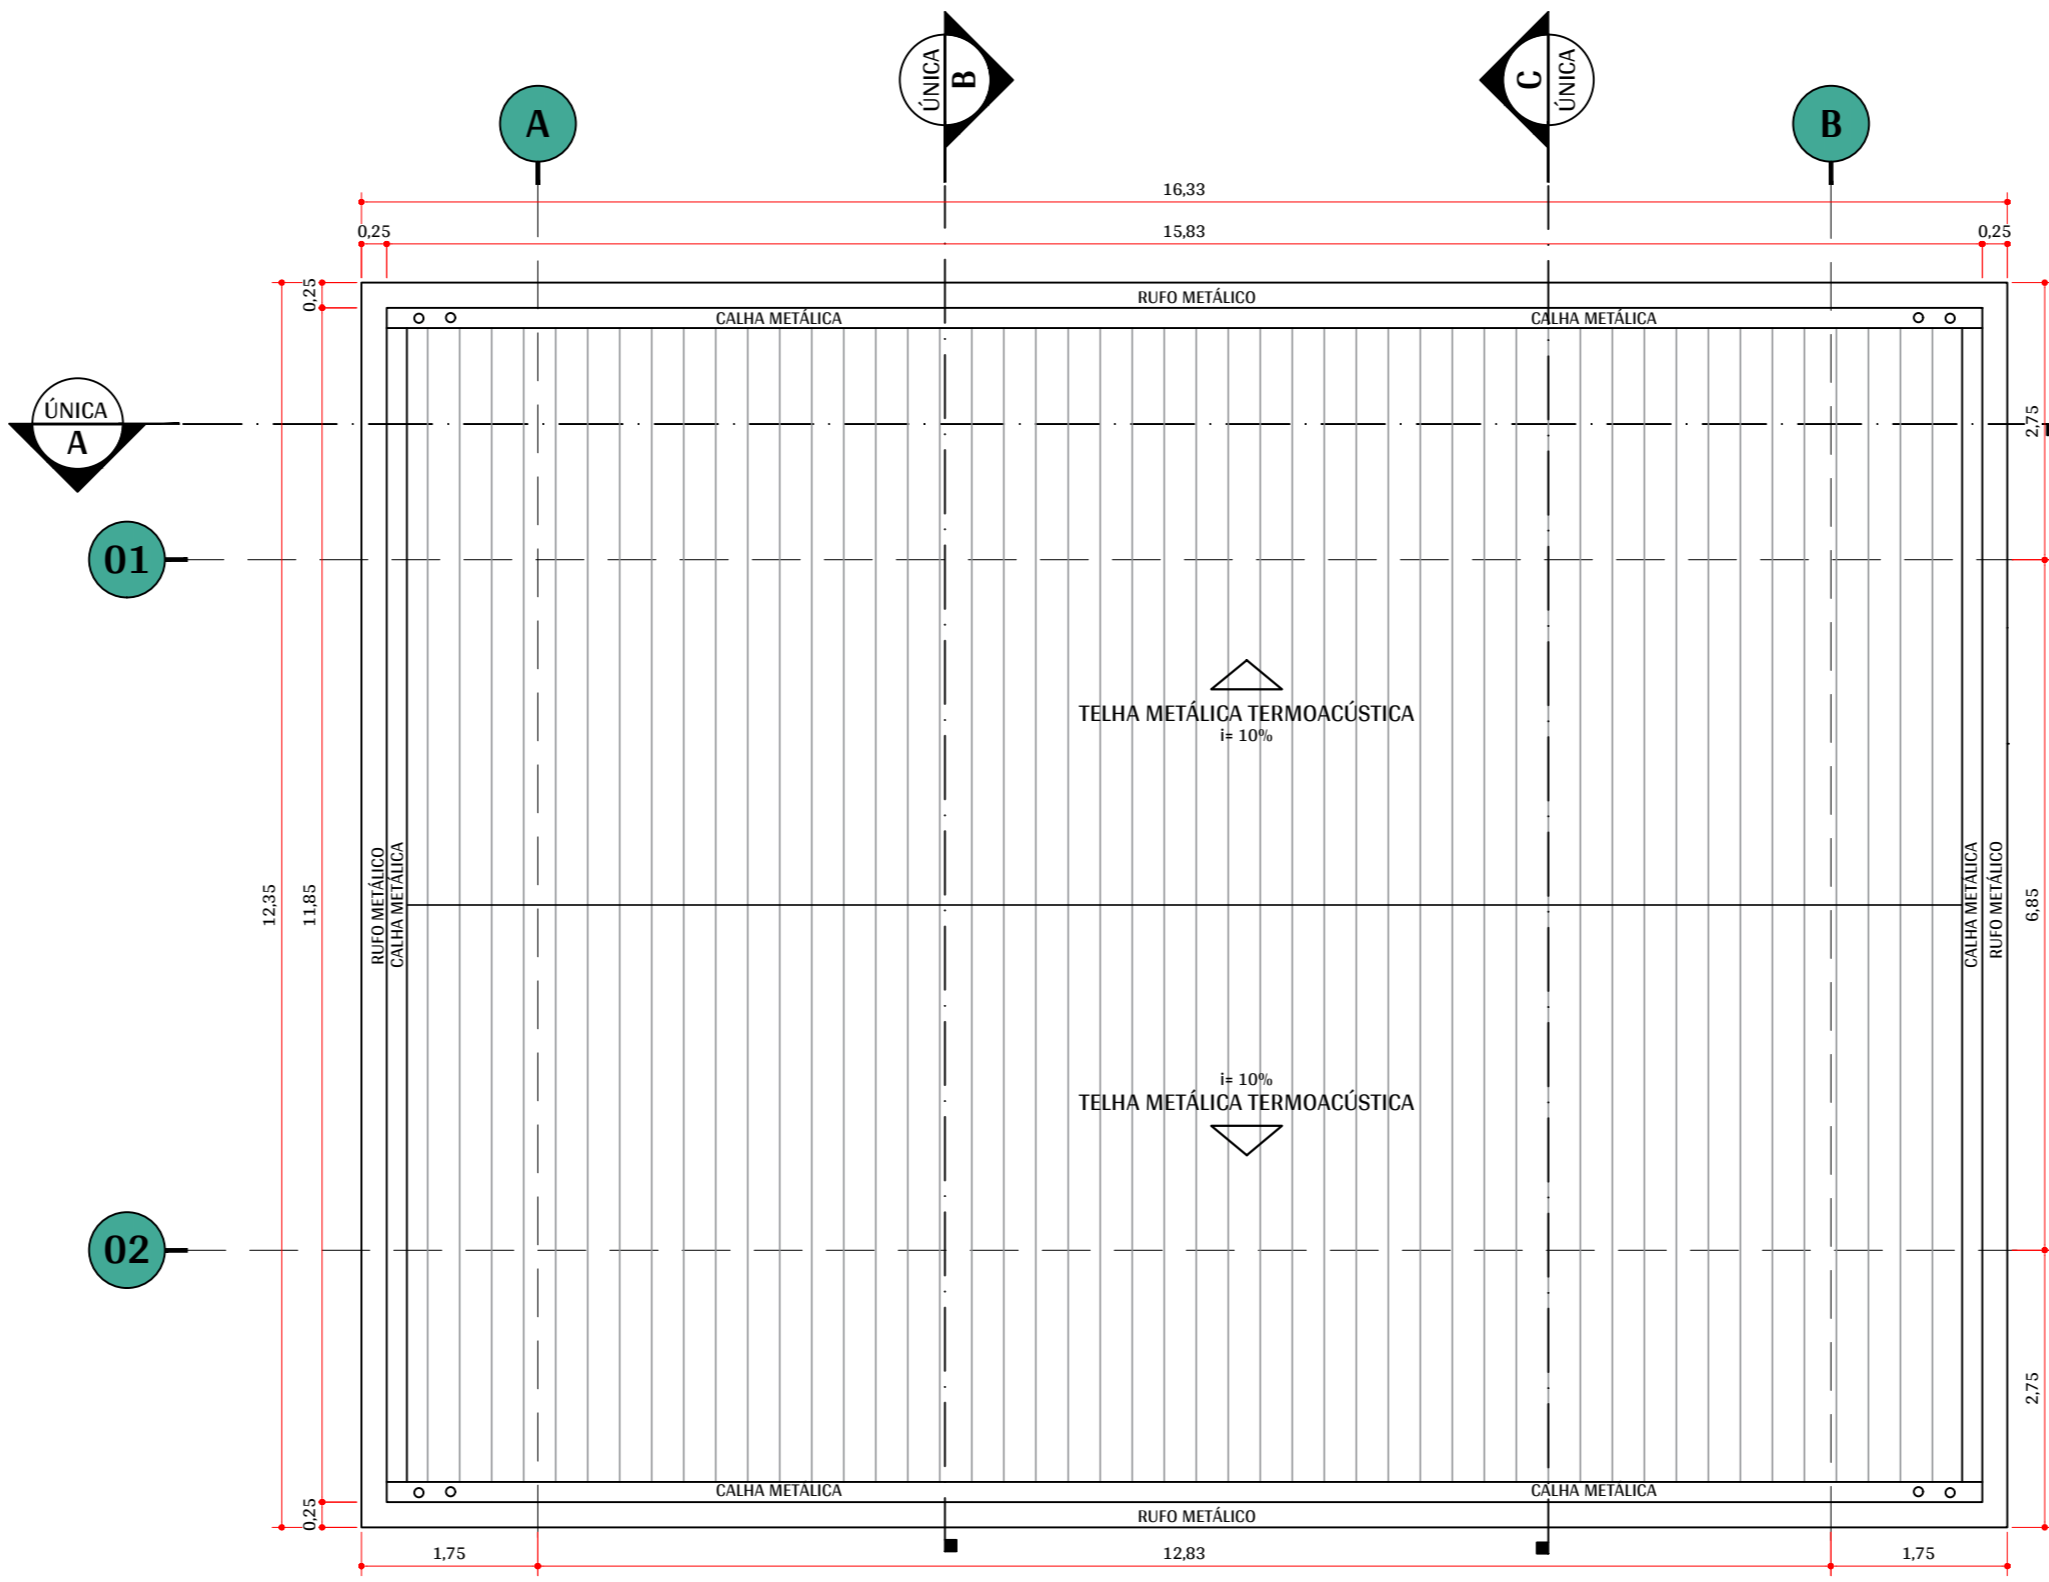 ÚNICA
B
C
ÚNICA
A
B
16,33
0,25
15,83
0,25
0,25
RUFO METÁLICO
CALHA METÁLICA
CALHA METÁLICA
ÚNICA
A
2,75
01
TELHA METÁLICA TERMOACÚSTICA
i= 10%
12,35
11,85
RUFO METÁLICO
CALHA METÁLICA
CALHA METÁLICA
RUFO METÁLICO
6,85
i= 10%
TELHA METÁLICA TERMOACÚSTICA
02
2,75
CALHA METÁLICA
CALHA METÁLICA
0,25
RUFO METÁLICO
1,75
12,83
1,75